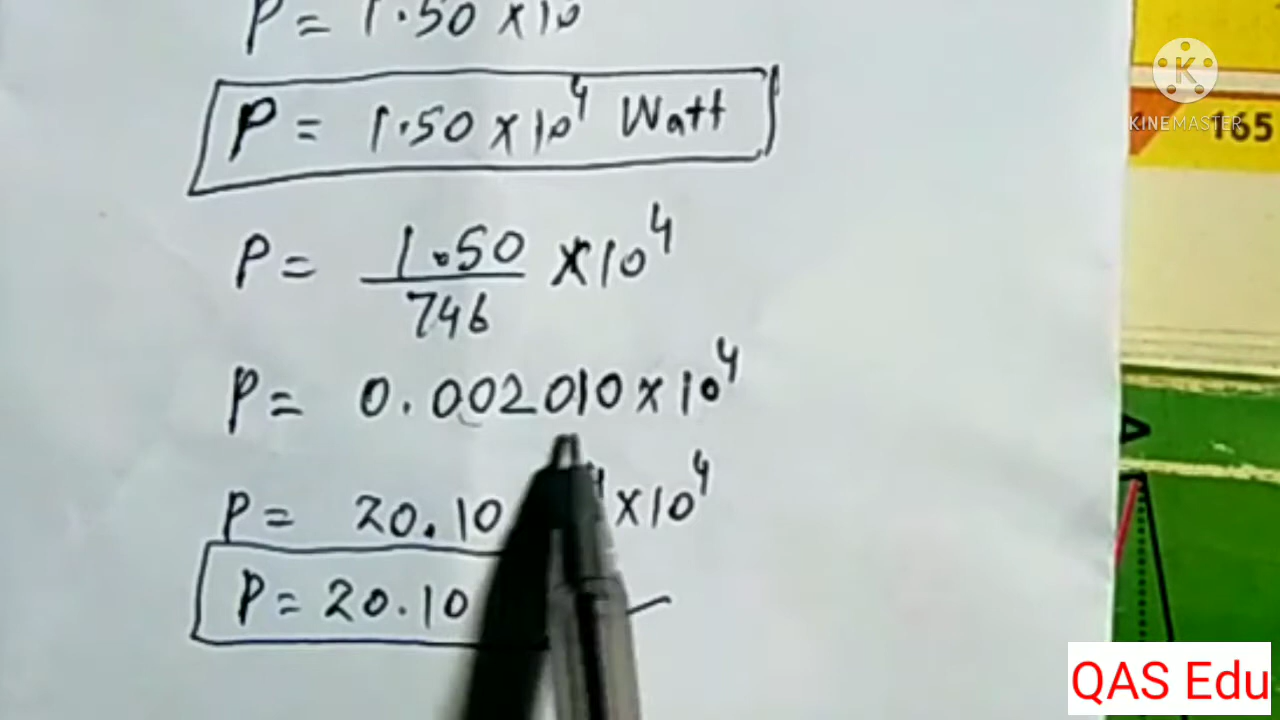 P = 1.50 × 10
P = 1.50 × 10⁴ Watt
P = 1.50/746 × 10⁴
P = 0.002010 × 10⁴
P = 20.10 × 10⁴
P = 20.10
K
KINEMASTER
165
QAS Edu